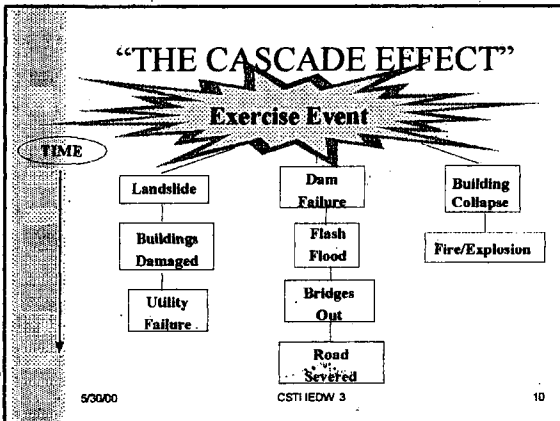 “THE CASCADE EFFECT”
Exercise Event
TIME
Landslide
Buildings
Damaged
Utility
Failure
Dam
Failure
Flash
Flood
Bridges
Out
Road
Severed
Building
Collapse
Fire/Explosion
5/30/00
CSTI IEDW 3
10